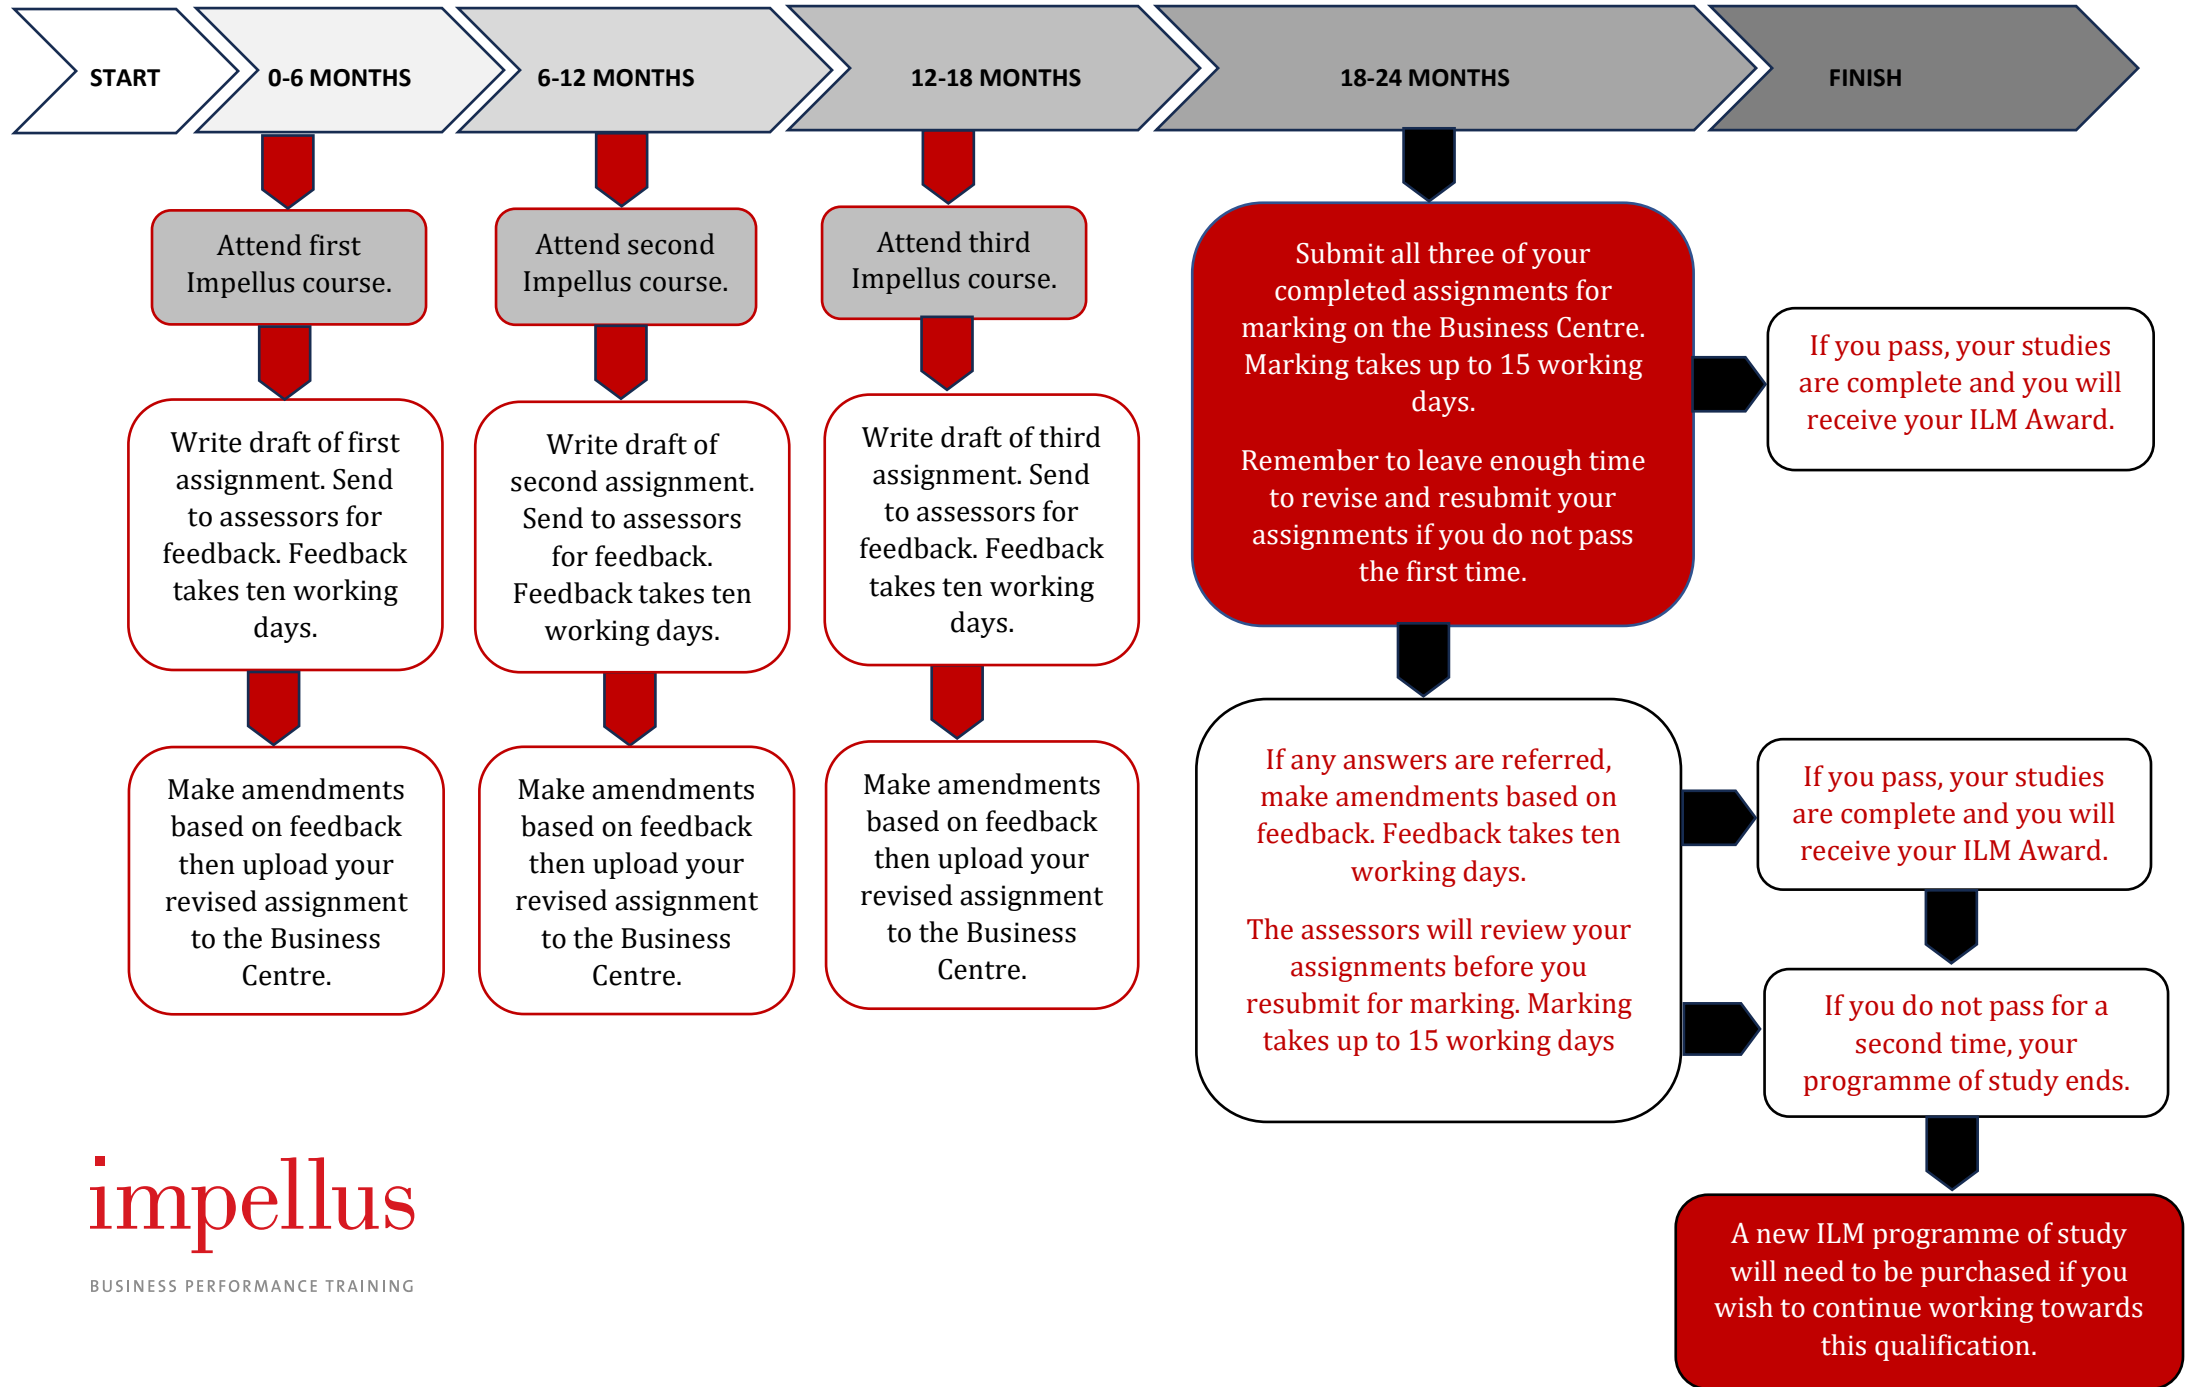 START
0-6 MONTHS
6-12 MONTHS
12-18 MONTHS
18-24 MONTHS
FINISH
Attend first
Impellus course.
Write draft of first
assignment. Send
to assessors for
feedback. Feedback
takes ten working
days.
Make amendments
based on feedback
then upload your
revised assignment
to the Business
Centre.
Attend second
Impellus course.
Write draft of
second assignment.
Send to assessors
for feedback.
Feedback takes ten
working days.
Make amendments
based on feedback
then upload your
revised assignment
to the Business
Centre.
Attend third
Impellus course.
Write draft of third
assignment. Send
to assessors for
feedback. Feedback
takes ten working
days.
Make amendments
based on feedback
then upload your
revised assignment
to the Business
Centre.
Submit all three of your
completed assignments for
marking on the Business Centre.
Marking takes up to 15 working
days.
Remember to leave enough time
to revise and resubmit your
assignments if you do not pass
the first time.
If you pass, your studies
are complete and you will
receive your ILM Award.
If any answers are referred,
make amendments based on
feedback. Feedback takes ten
working days.
The assessors will review your
assignments before you
resubmit for marking. Marking
takes up to 15 working days
If you pass, your studies
are complete and you will
receive your ILM Award.
If you do not pass for a
second time, your
programme of study ends.
A new ILM programme of study
will need to be purchased if you
wish to continue working towards
this qualification.
impellus
BUSINESS PERFORMANCE TRAINING